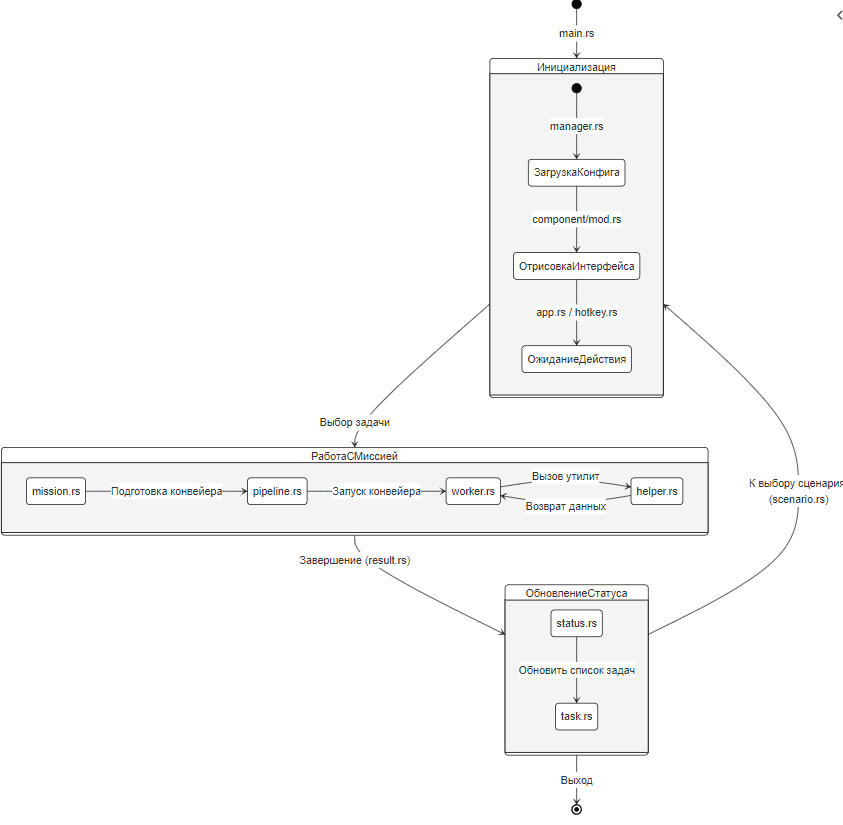 main.rs
Инициализация
manager.rs
ЗагрузкаКонфига
component/mod.rs
ОтрисовкаИнтерфейса
app.rs / hotkey.rs
ОжиданиеДействия
Выбор задачи
РаботаСМиссией
mission.rs
Подготовка конвейера
pipeline.rs
Запуск конвейера
worker.rs
Вызов утилит
Возврат данных
helper.rs
К выбору сценария
(scenario.rs)
Завершение (result.rs)
ОбновлениеСтатуса
status.rs
Обновить список задач
task.rs
Выход